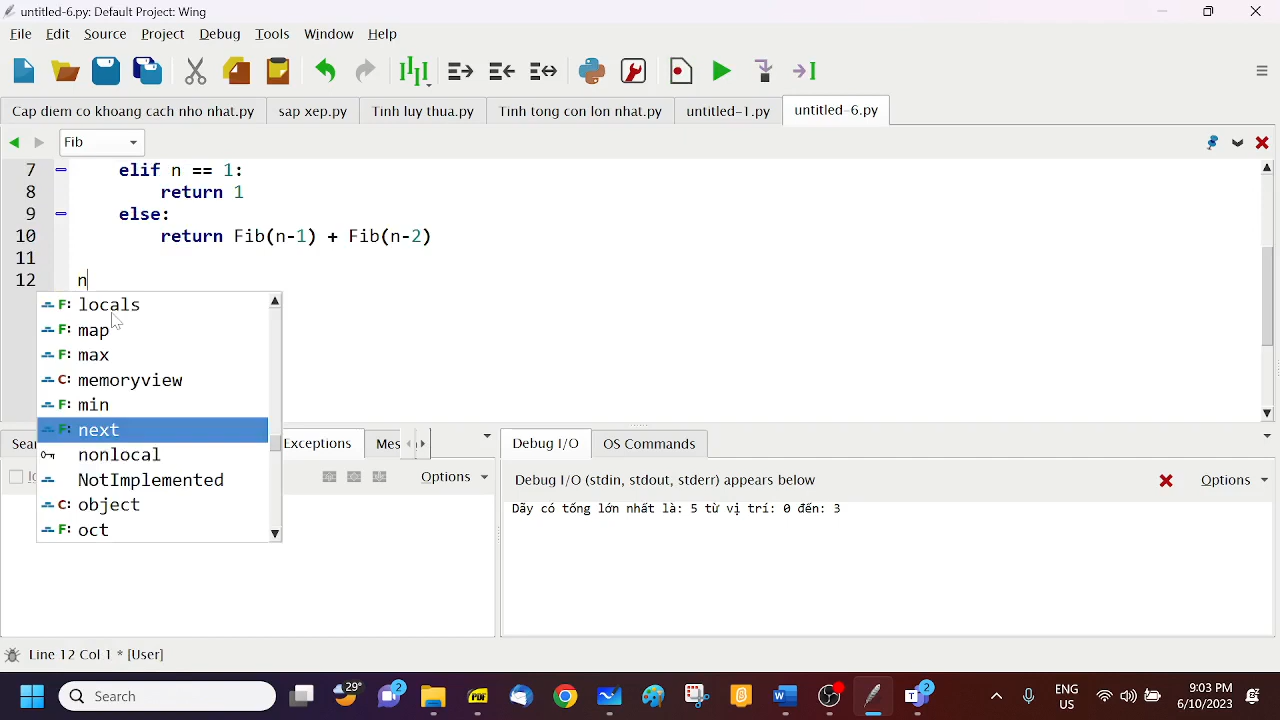 untitled-6.py: Default Project: Wing
File Edit Source Project Debug Tools Window Help
Cap diem co khoang cach nho nhat.py sap xep.py Tinh luy thua.py Tinh tong con lon nhat.py untitled-1.py untitled-6.py
Fib
7 elif n == 1:
8 return 1
9 else:
10 return Fib(n-1) + Fib(n-2)
11
12 n
F: locals
F: map
F: max
C: memoryview
F: min
F: next
nonlocal
NotImplemented
C: object
F: oct
Sear Exceptions Mes Debug I/O OS Commands
Options
Debug I/O (stdin, stdout, stderr) appears below Options
Dãy có tổng lớn nhất là: 5 từ vị trí: 0 đến: 3
Line 12 Col 1 * [User]
Search 29° 2 PDF 2 ENG US 9:03 PM 6/10/2023